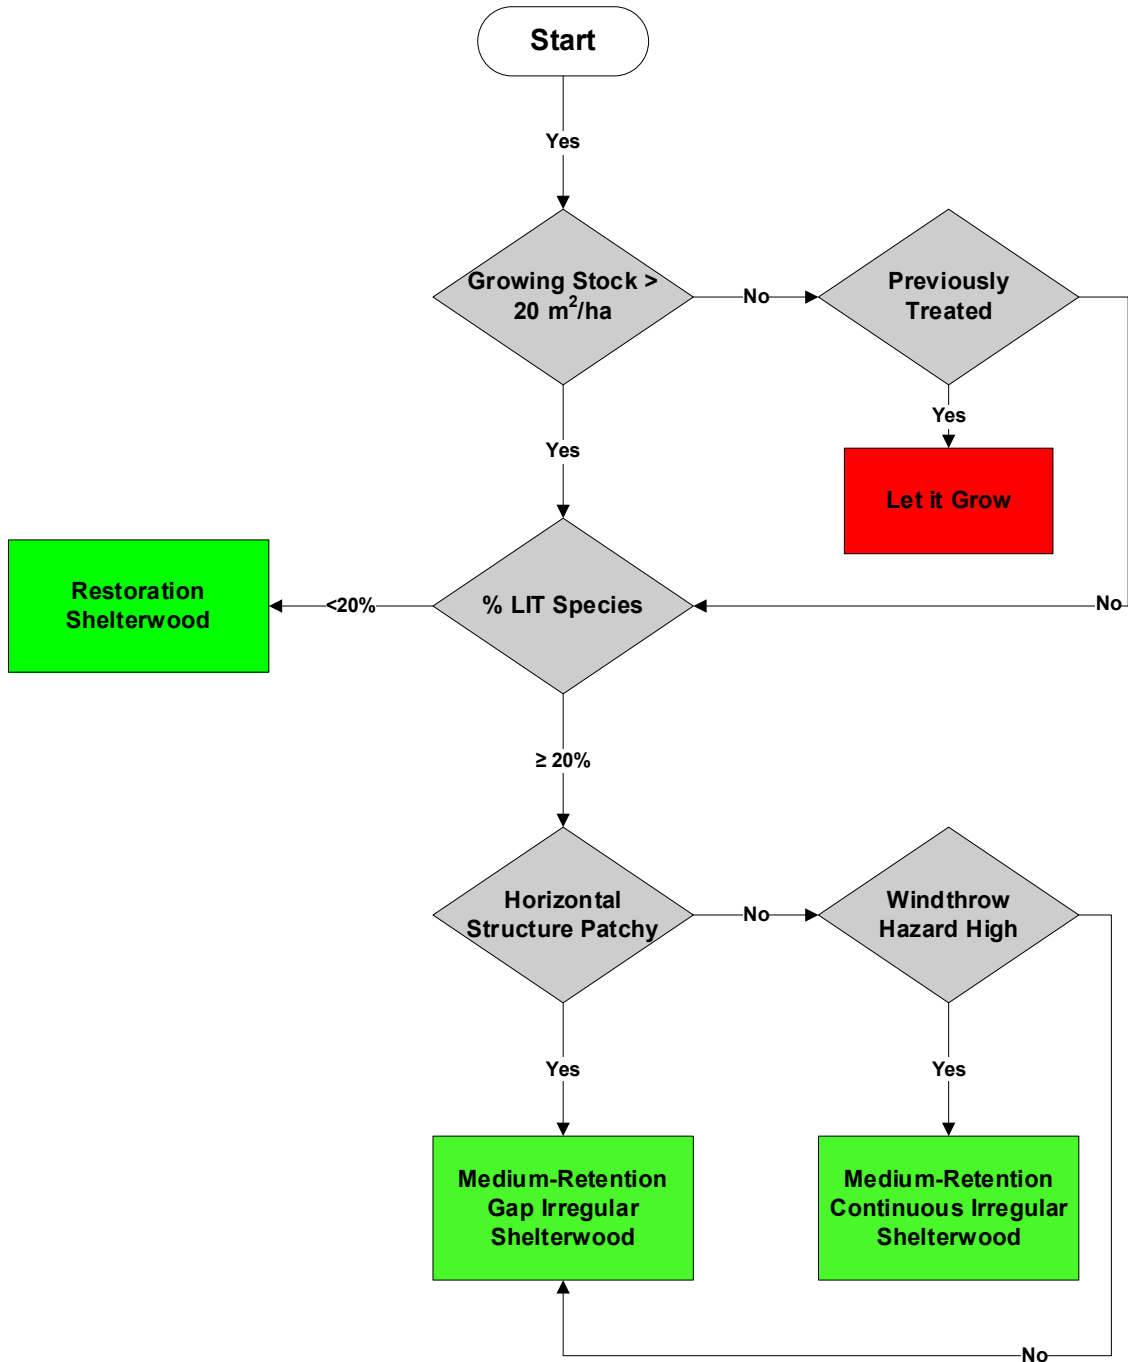 Start
Yes
Growing Stock >
20 m²/ha
No
Previously
Treated
Yes
Yes
Let it Grow
Restoration
Shelterwood
<20%
% LIT Species
No
≥ 20%
Horizontal
Structure Patchy
No
Windthrow
Hazard High
Yes
Yes
Medium-Retention
Gap Irregular
Shelterwood
Medium-Retention
Continuous Irregular
Shelterwood
No